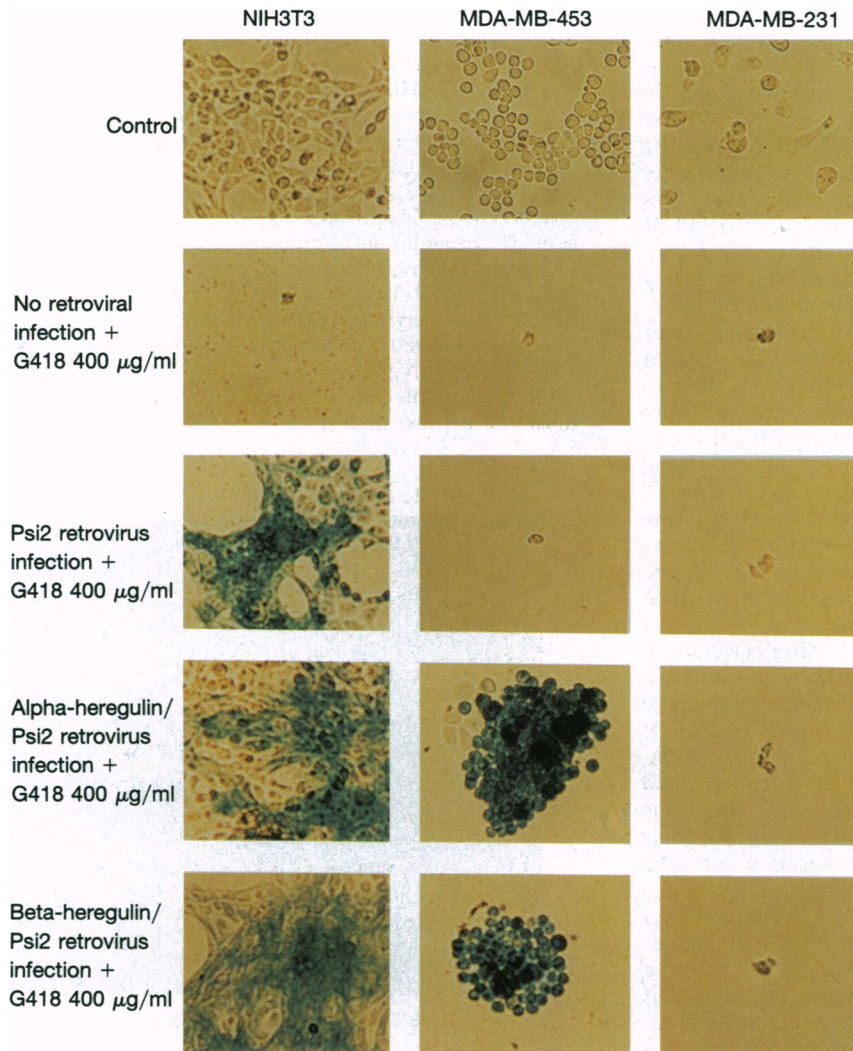 NIH3T3 MDA-MB-453 MDA-MB-231
Control
No retroviral
infection +
G418 400 μg/ml
Psi2 retrovirus
infection +
G418 400 μg/ml
Alpha-heregulin/
Psi2 retrovirus
infection +
G418 400 μg/ml
Beta-heregulin/
Psi2 retrovirus
infection +
G418 400 μg/ml